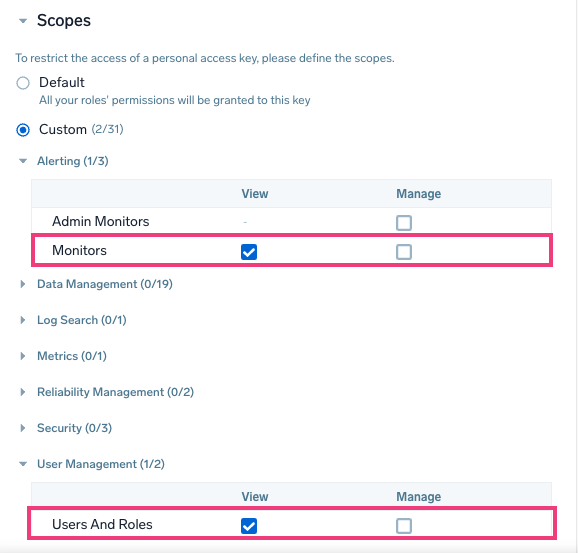 Scopes
To restrict the access of a personal access key, please define the scopes.
Default
All your roles' permissions will be granted to this key
Custom (2/31)
Alerting (1/3)
View Manage
Admin Monitors -
Monitors
Data Management (0/19)
Log Search (0/1)
Metrics (0/1)
Reliability Management (0/2)
Security (0/3)
User Management (1/2)
View Manage
Users And Roles